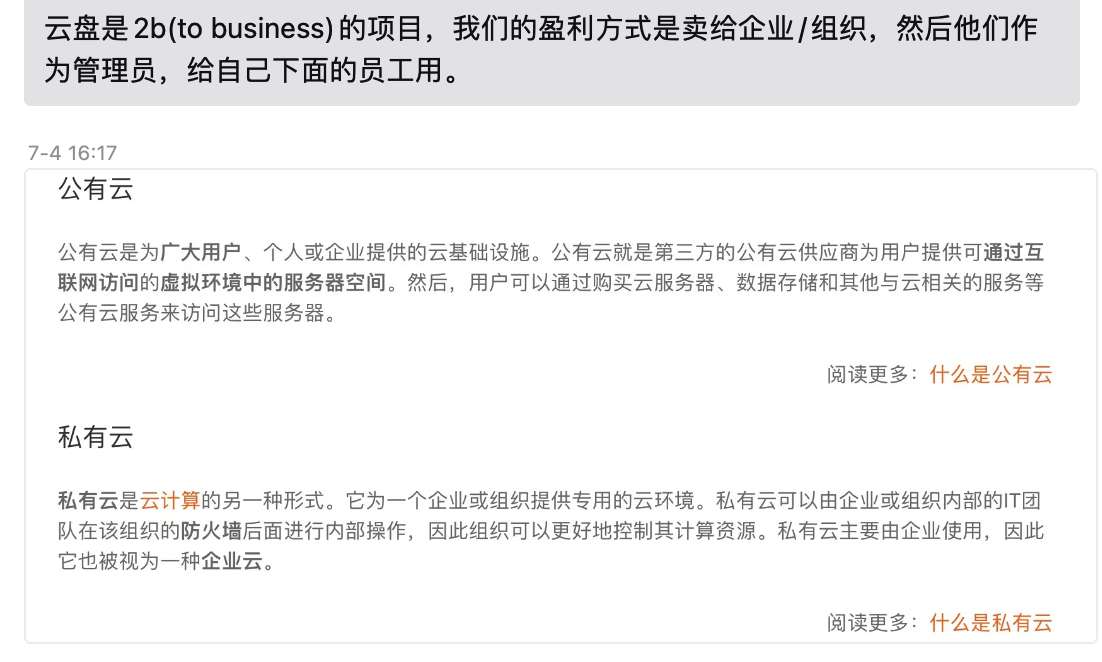 云盘是2b(to business)的项目，我们的盈利方式是卖给企业/组织，然后他们作
为管理员，给自己下面的员工用。
7-4 16:17
公有云
公有云是为广大用户、个人或企业提供的云基础设施。公有云就是第三方的公有云供应商为用户提供可通过互
联网访问的虚拟环境中的服务器空间。然后，用户可以通过购买云服务器、数据存储和其他与云相关的服务等
公有云服务来访问这些服务器。
阅读更多：什么是公有云
私有云
私有云是云计算的另一种形式。它为一个企业或组织提供专用的云环境。私有云可以由企业或组织内部的IT团
队在该组织的防火墙后面进行内部操作，因此组织可以更好地控制其计算资源。私有云主要由企业使用，因此
它也被视为一种企业云。
阅读更多：什么是私有云